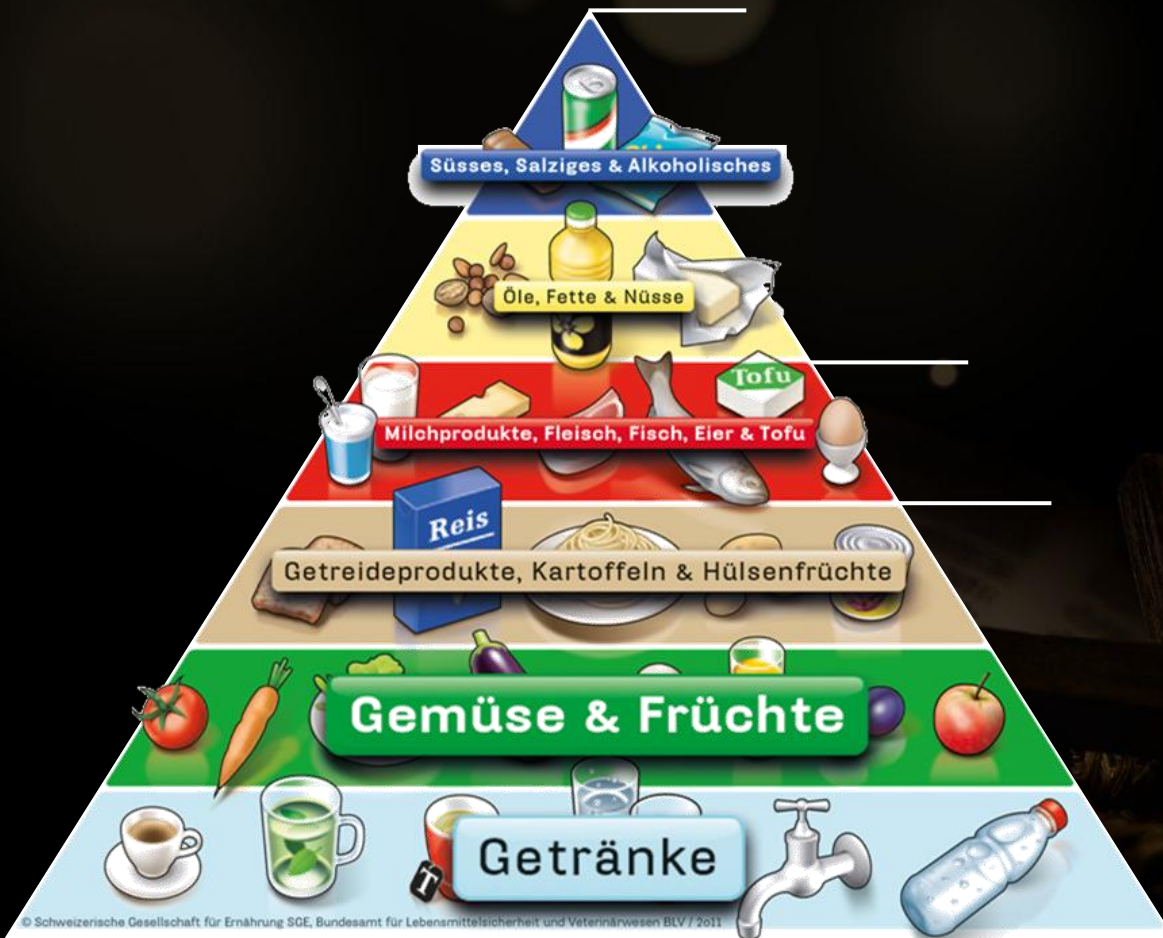 Süsses, Salziges & Alkoholisches
Öle, Fette & Nüsse
Tofu
Milchprodukte, Fleisch, Fisch, Eier & Tofu
Reis
Getreideprodukte, Kartoffeln & Hülsenfrüchte
Gemüse & Früchte
Getränke
T
© Schweizerische Gesellschaft für Ernährung SGE, Bundesamt für Lebensmittelsicherheit und Veterinärwesen BLV / 2011